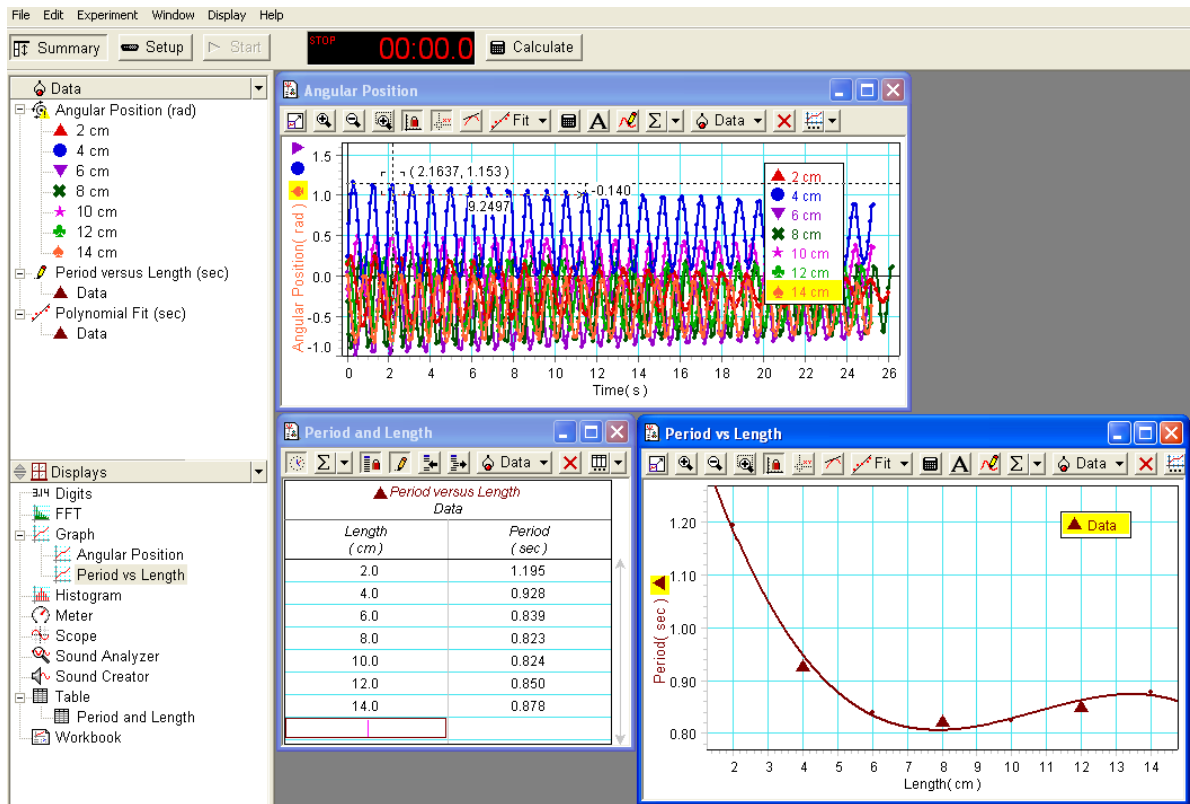 File Edit Experiment Window Display Help
Summary Setup Start STOP 00:00.0 Calculate
Data
Angular Position (rad)
2 cm
4 cm
6 cm
8 cm
10 cm
12 cm
14 cm
Period versus Length (sec)
Data
Polynomial Fit (sec)
Data
Displays
3.14 Digits
FFT
Graph
Angular Position
Period vs Length
Histogram
Meter
Scope
Sound Analyzer
Sound Creator
Table
Period and Length
Workbook
Angular Position
Fit A Σ Data
1.5
1.0
0.5
0.0
-0.5
-1.0
Angular Position( rad )
(2.1637, 1.153)
-0.140
9.2497
2 cm
4 cm
6 cm
8 cm
10 cm
12 cm
14 cm
0 2 4 6 8 10 12 14 16 18 20 22 24 26
Time( s )
Period and Length
Σ Data
Period versus Length
Data
Length Period
( cm ) ( sec )
2.0 1.195
4.0 0.928
6.0 0.839
8.0 0.823
10.0 0.824
12.0 0.850
14.0 0.878
Period vs Length
Fit A Σ Data
Data
1.20
1.10
1.00
0.90
0.80
Period( sec )
2 3 4 5 6 7 8 9 10 11 12 13 14
Length( cm )